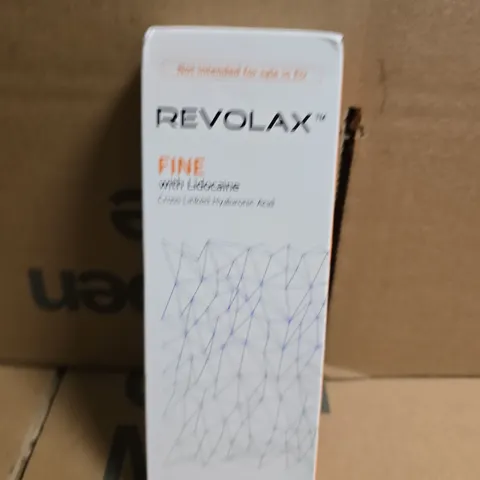 Not intended for sale in EU
REVOLAX™
FINE
with Lidocaine
Cross-Linked Hyaluronic Acid